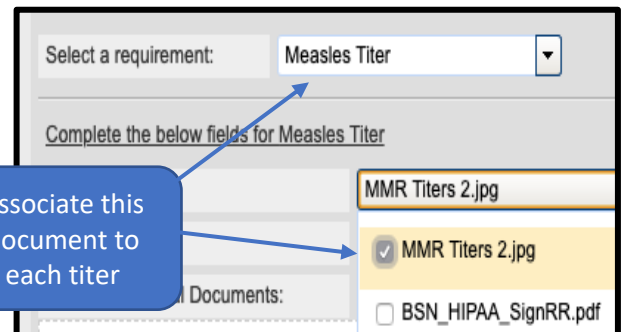 Select a requirement: Measles Titer
Complete the below fields for Measles Titer
MMR Titers 2.jpg
ssociate this
ocument to
each titer
MMR Titers 2.jpg
Documents:
BSN_HIPAA_SignRR.pdf